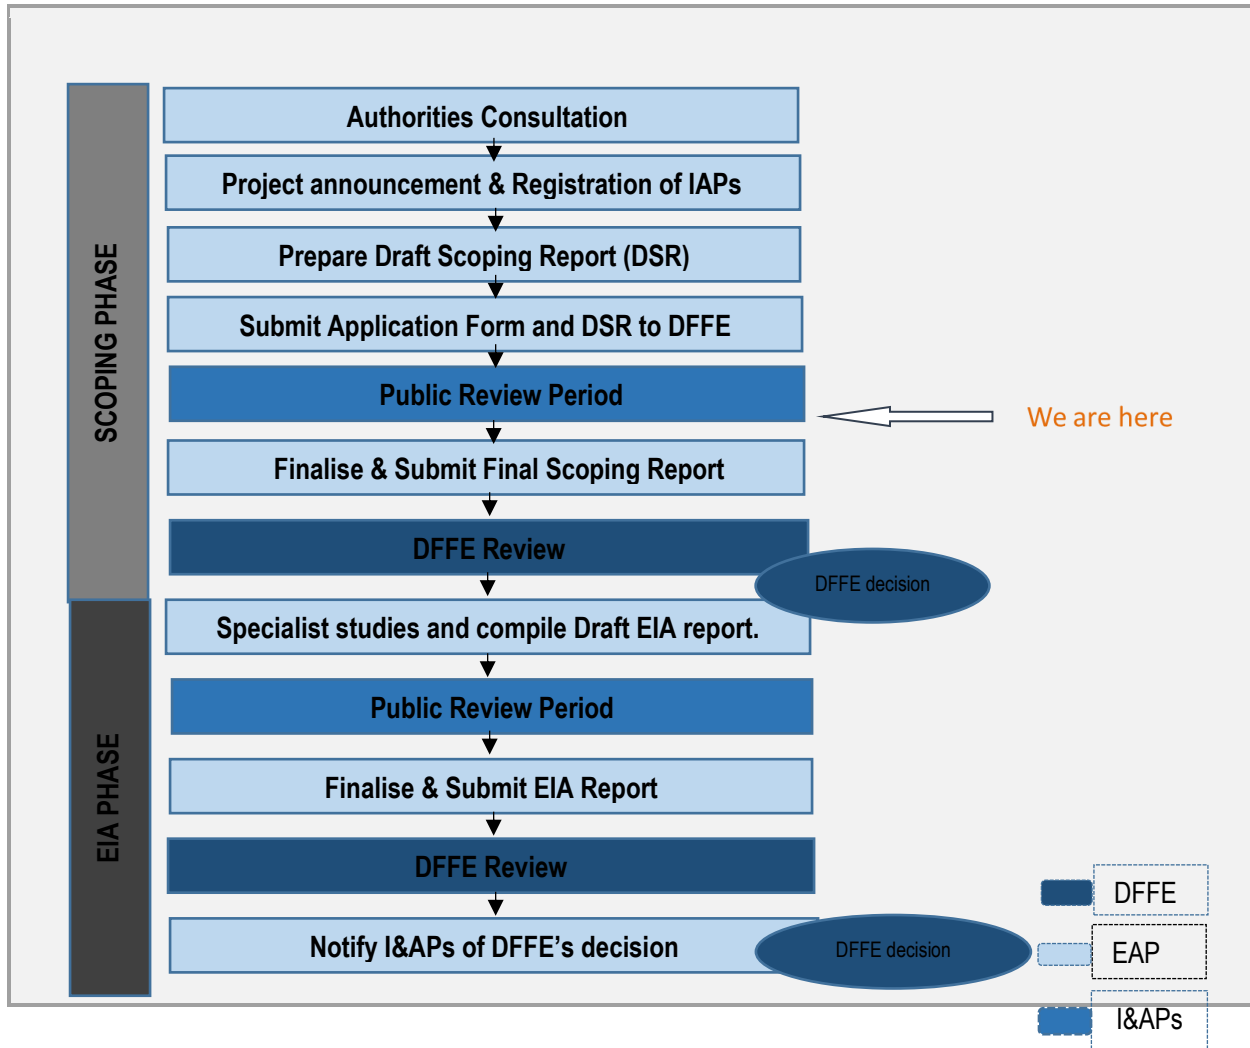 SCOPING PHASE
Authorities Consultation
Project announcement & Registration of IAPs
Prepare Draft Scoping Report (DSR)
Submit Application Form and DSR to DFFE
Public Review Period
We are here
Finalise & Submit Final Scoping Report
DFFE Review
DFFE decision
EIA PHASE
Specialist studies and compile Draft EIA report.
Public Review Period
Finalise & Submit EIA Report
DFFE Review
Notify I&APs of DFFE’s decision
DFFE decision
DFFE
EAP
I&APs